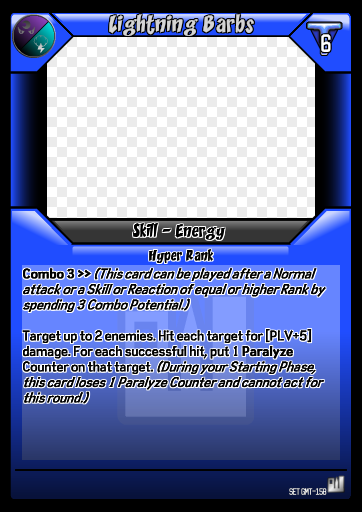 Lightning Barbs
6
Skill - Energy
Hyper Rank
Combo 3 >> (This card can be played after a Normal
attack or a Skill or Reaction of equal or higher Rank by
spending 3 Combo Potential.)
Target up to 2 enemies. Hit each target for [PLV+5]
damage. For each successful hit, put 1 Paralyze
Counter on that target. (During your Starting Phase,
this card loses 1 Paralyze Counter and cannot act for
this round.)
SET GMT-158